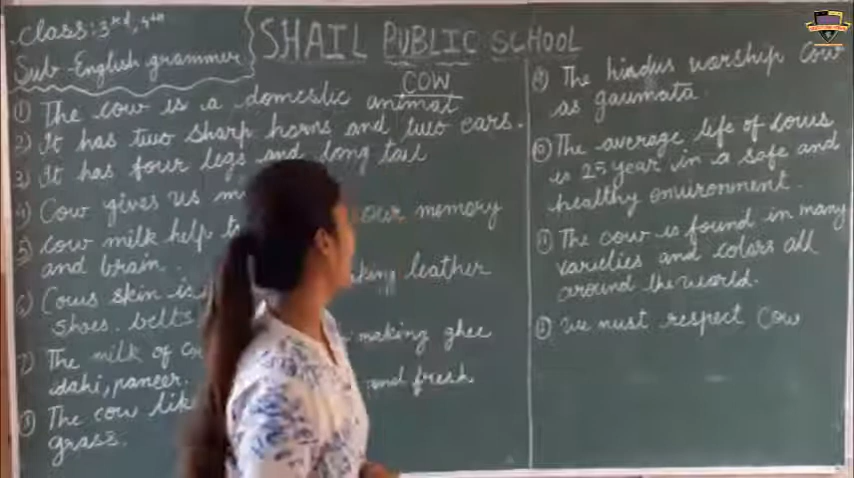 Class: 3rd, 4th
Sub-English grammer
SHAIL PUBLIC SCHOOL
COW
① The cow is a domestic animal
2) It has two sharp horns and two ears.
3) It has four legs and long tail
4) Cow gives us
5) cow milk help our memory
and brain.
6) Cows skin is making leather
shoes. belts
7) The milk of making ghee
dahi, paneer.
⑧ The cow like and fresh
grass.
⑨ The hindus warship Cow
as gaumata.
⑩ The average life of cows
is 25 year in a safe and
healthy environment.
⑪ The cow is found in many
varieties and colors all
around the world.
⑫ we must respect Cow